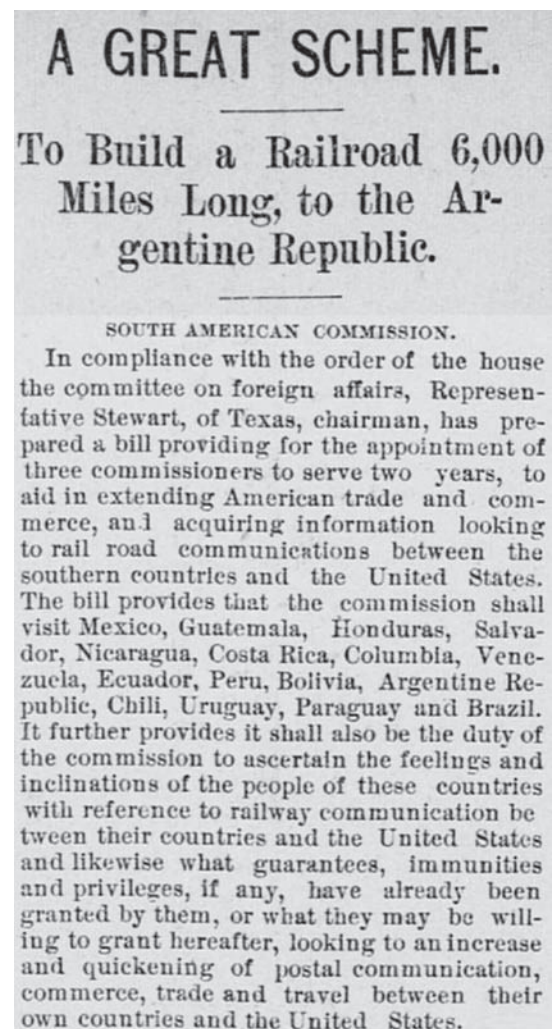 A GREAT SCHEME.
To Build a Railroad 6,000
Miles Long, to the Ar-
gentine Republic.
SOUTH AMERICAN COMMISSION.
In compliance with the order of the house
the committee on foreign affairs, Represen-
tative Stewart, of Texas, chairman, has pre-
pared a bill providing for the appointment of
three commissioners to serve two years, to
aid in extending American trade and com-
merce, and acquiring information looking
to rail road communications between the
southern countries and the United States.
The bill provides that the commission shall
visit Mexico, Guatemala, Honduras, Salva-
dor, Nicaragua, Costa Rica, Columbia, Vene-
zuela, Ecuador, Peru, Bolivia, Argentine Re-
public, Chili, Uruguay, Paraguay and Brazil.
It further provides it shall also be the duty of
the commission to ascertain the feelings and
inclinations of the people of these countries
with reference to railway communication be
tween their countries and the United States
and likewise what guarantees, immunities
and privileges, if any, have already been
granted by them, or what they may be will-
ing to grant hereafter, looking to an increase
and quickening of postal communication,
commerce, trade and travel between their
own countries and the United States.